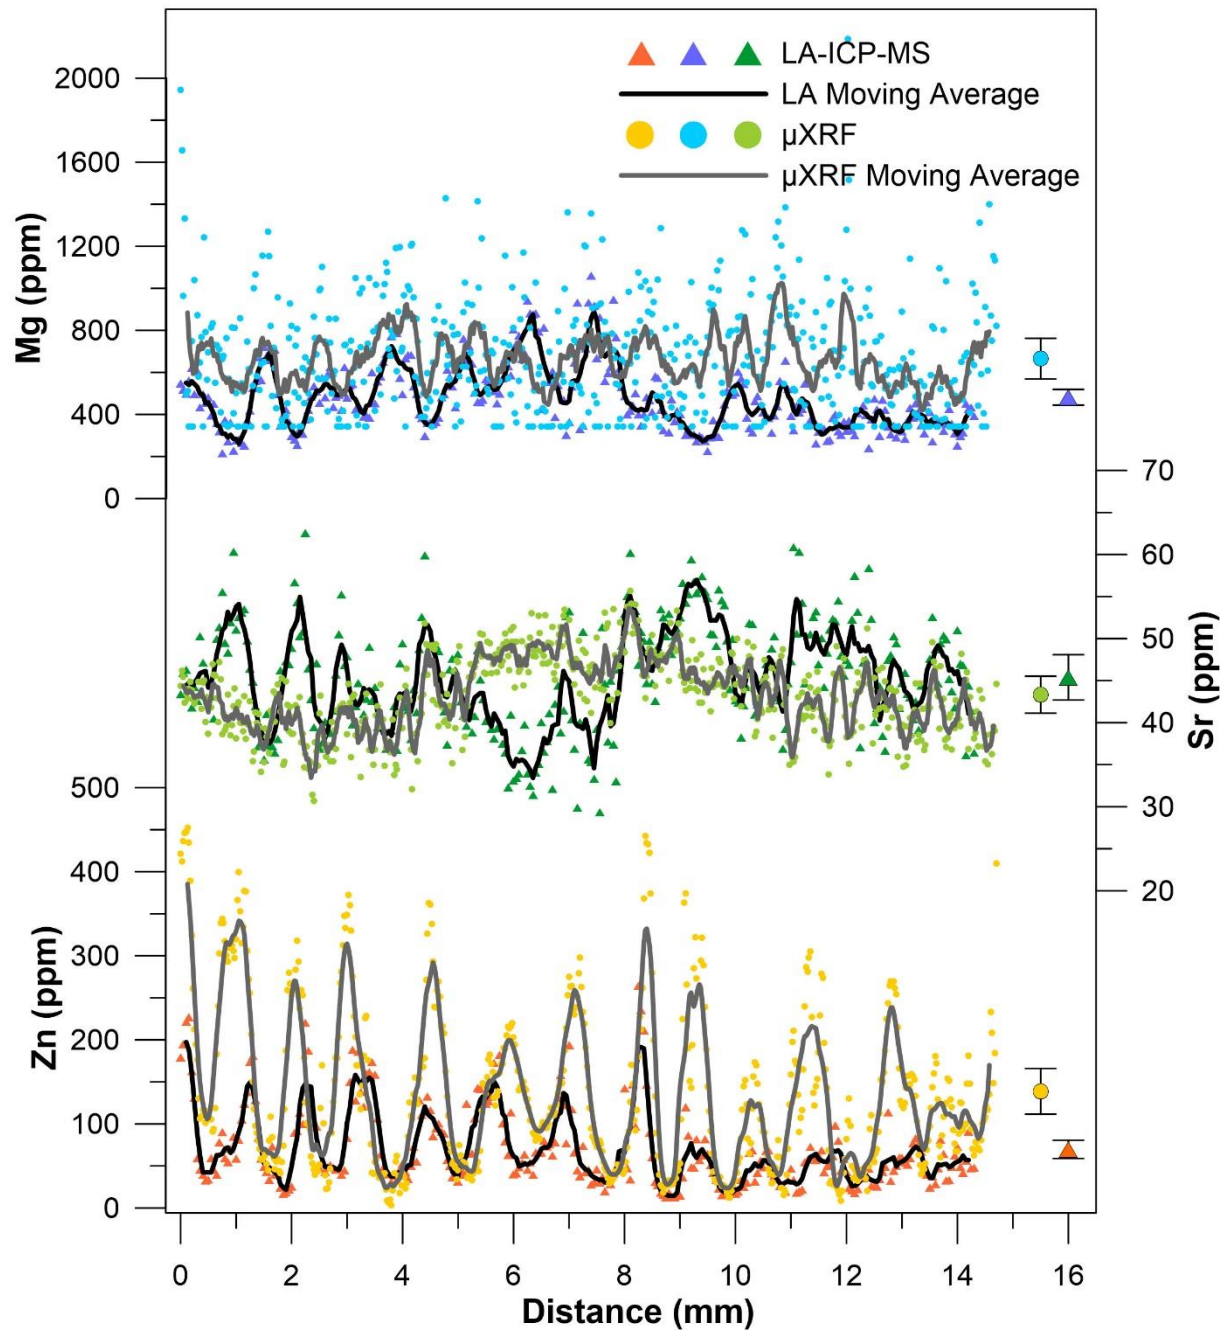 LA-ICP-MS
LA Moving Average
μXRF
μXRF Moving Average
Mg (ppm)
2000
1600
1200
800
400
0
Sr (ppm)
70
60
50
40
30
20
Zn (ppm)
500
400
300
200
100
0
0 2 4 6 8 10 12 14 16
Distance (mm)